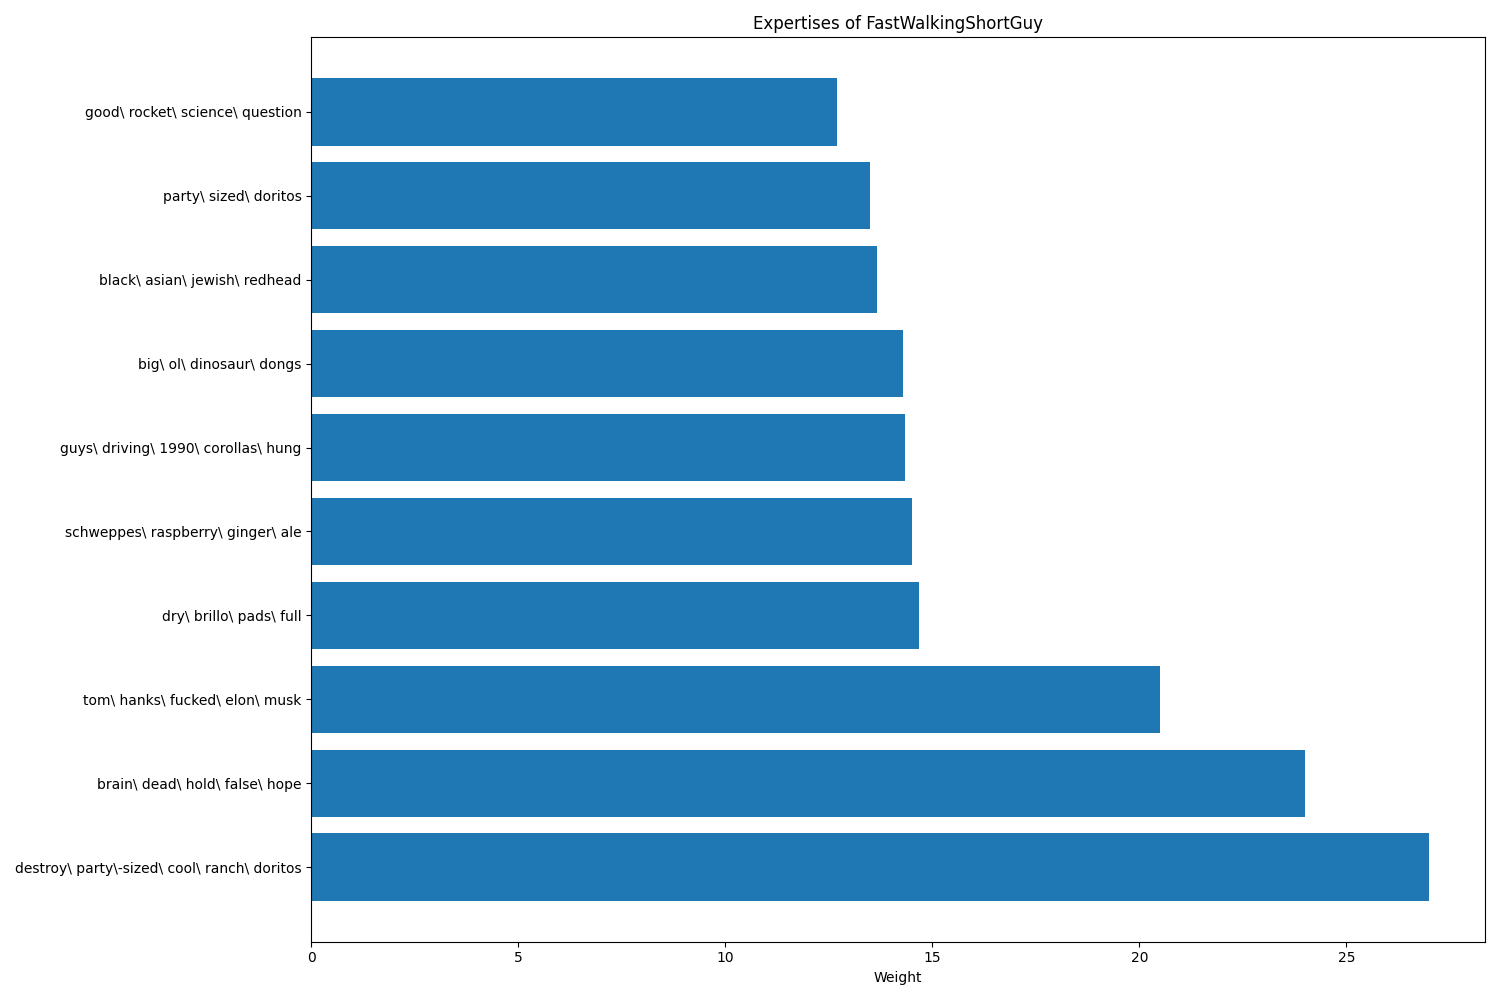 Expertises of FastWalkingShortGuy
good\ rocket\ science\ question
party\ sized\ doritos
black\ asian\ jewish\ redhead
big\ ol\ dinosaur\ dongs
guys\ driving\ 1990\ corollas\ hung
schweppes\ raspberry\ ginger\ ale
dry\ brillo\ pads\ full
tom\ hanks\ fucked\ elon\ musk
brain\ dead\ hold\ false\ hope
destroy\ party\-sized\ cool\ ranch\ doritos
0 5 10 15 20 25
Weight